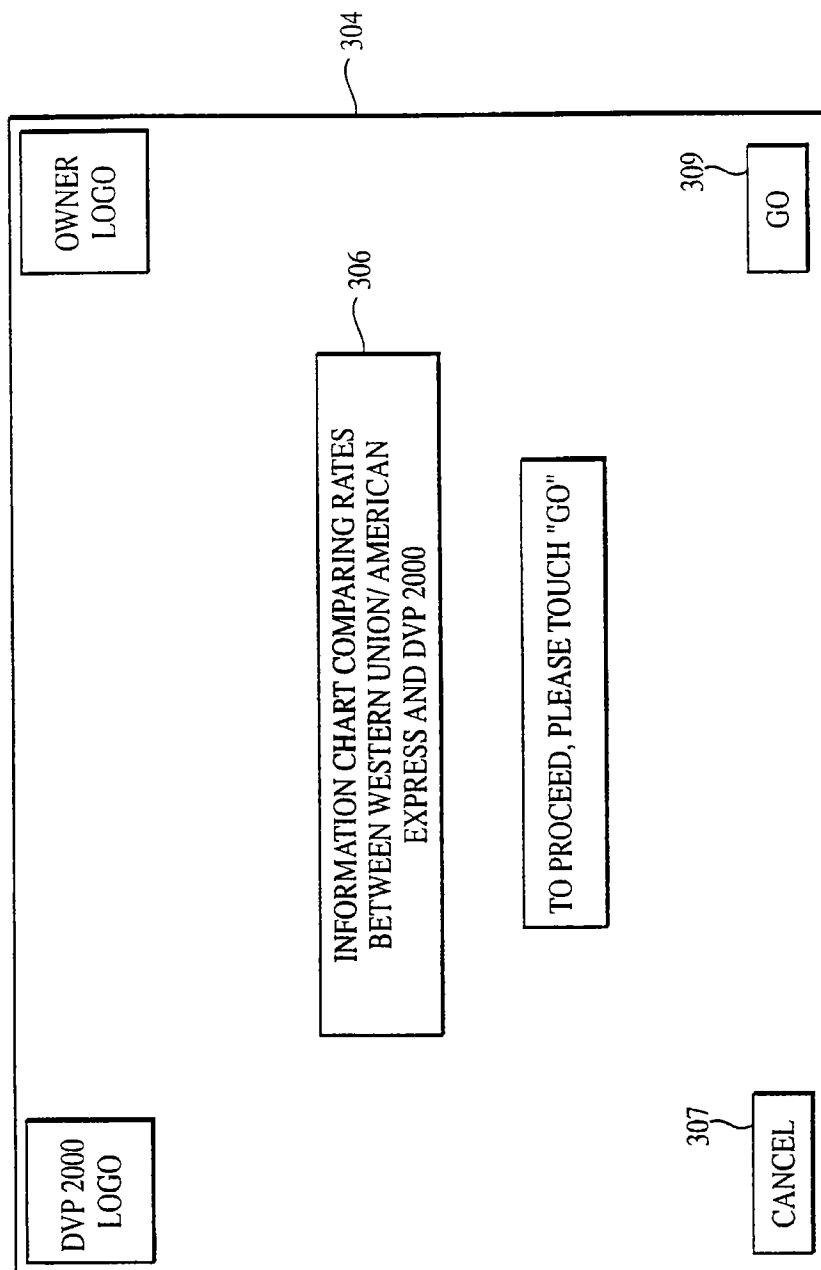 DVP 2000
LOGO
OWNER
LOGO
304
306
INFORMATION CHART COMPARING RATES
BETWEEN WESTERN UNION/ AMERICAN
EXPRESS AND DVP 2000
TO PROCEED, PLEASE TOUCH "GO"
307
CANCEL
309
GO